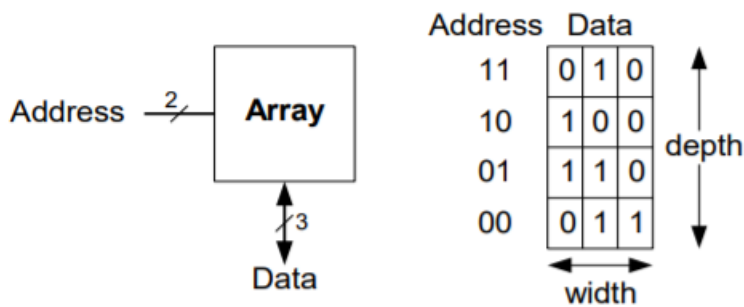 Address
2
Array
3
Data
Address Data
11 0 1 0
10 1 0 0
01 1 1 0
00 0 1 1
depth
width